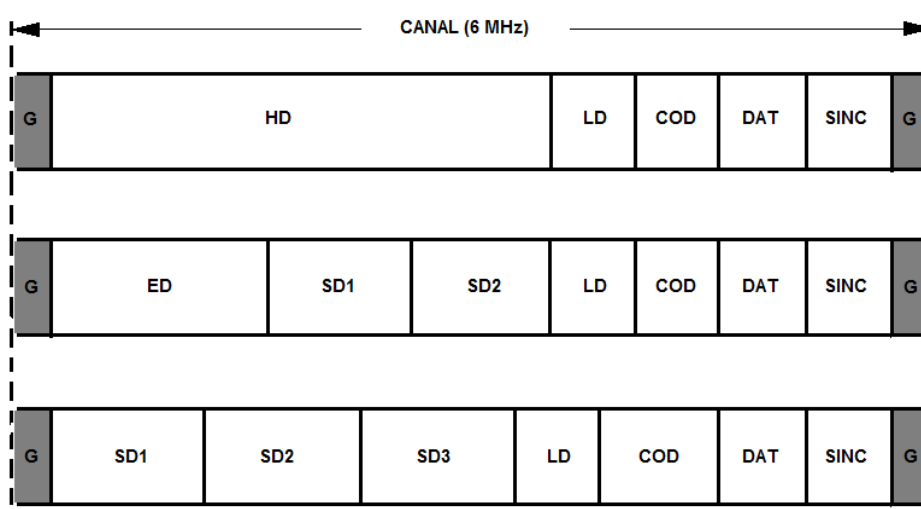 CANAL (6 MHz)
G HD LD COD DAT SINC G
G ED SD1 SD2 LD COD DAT SINC G
G SD1 SD2 SD3 LD COD DAT SINC G